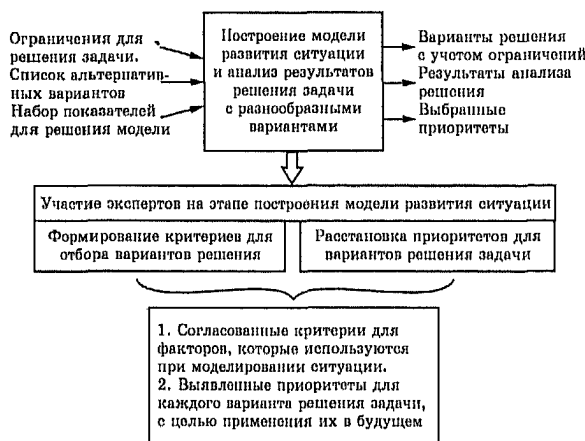 Ограничения для
решения задачи.
Список альтернатив-
ных вариантов
Набор показателей
для решения модели
Построение модели
развития ситуации
и анализ результатов
решения задачи
с разнообразными
вариантами
Варианты решения
с учетом ограничений
Результаты анализа
решения
Выбранные
приоритеты
Участие экспертов на этапе построения модели развития ситуации
Формирование критериев для
отбора вариантов решения
Расстановка приоритетов для
вариантов решения задачи
1. Согласованные критерии для
факторов, которые используются
при моделировании ситуации.
2. Выявленные приоритеты для
каждого варианта решения задачи,
с целью применения их в будущем